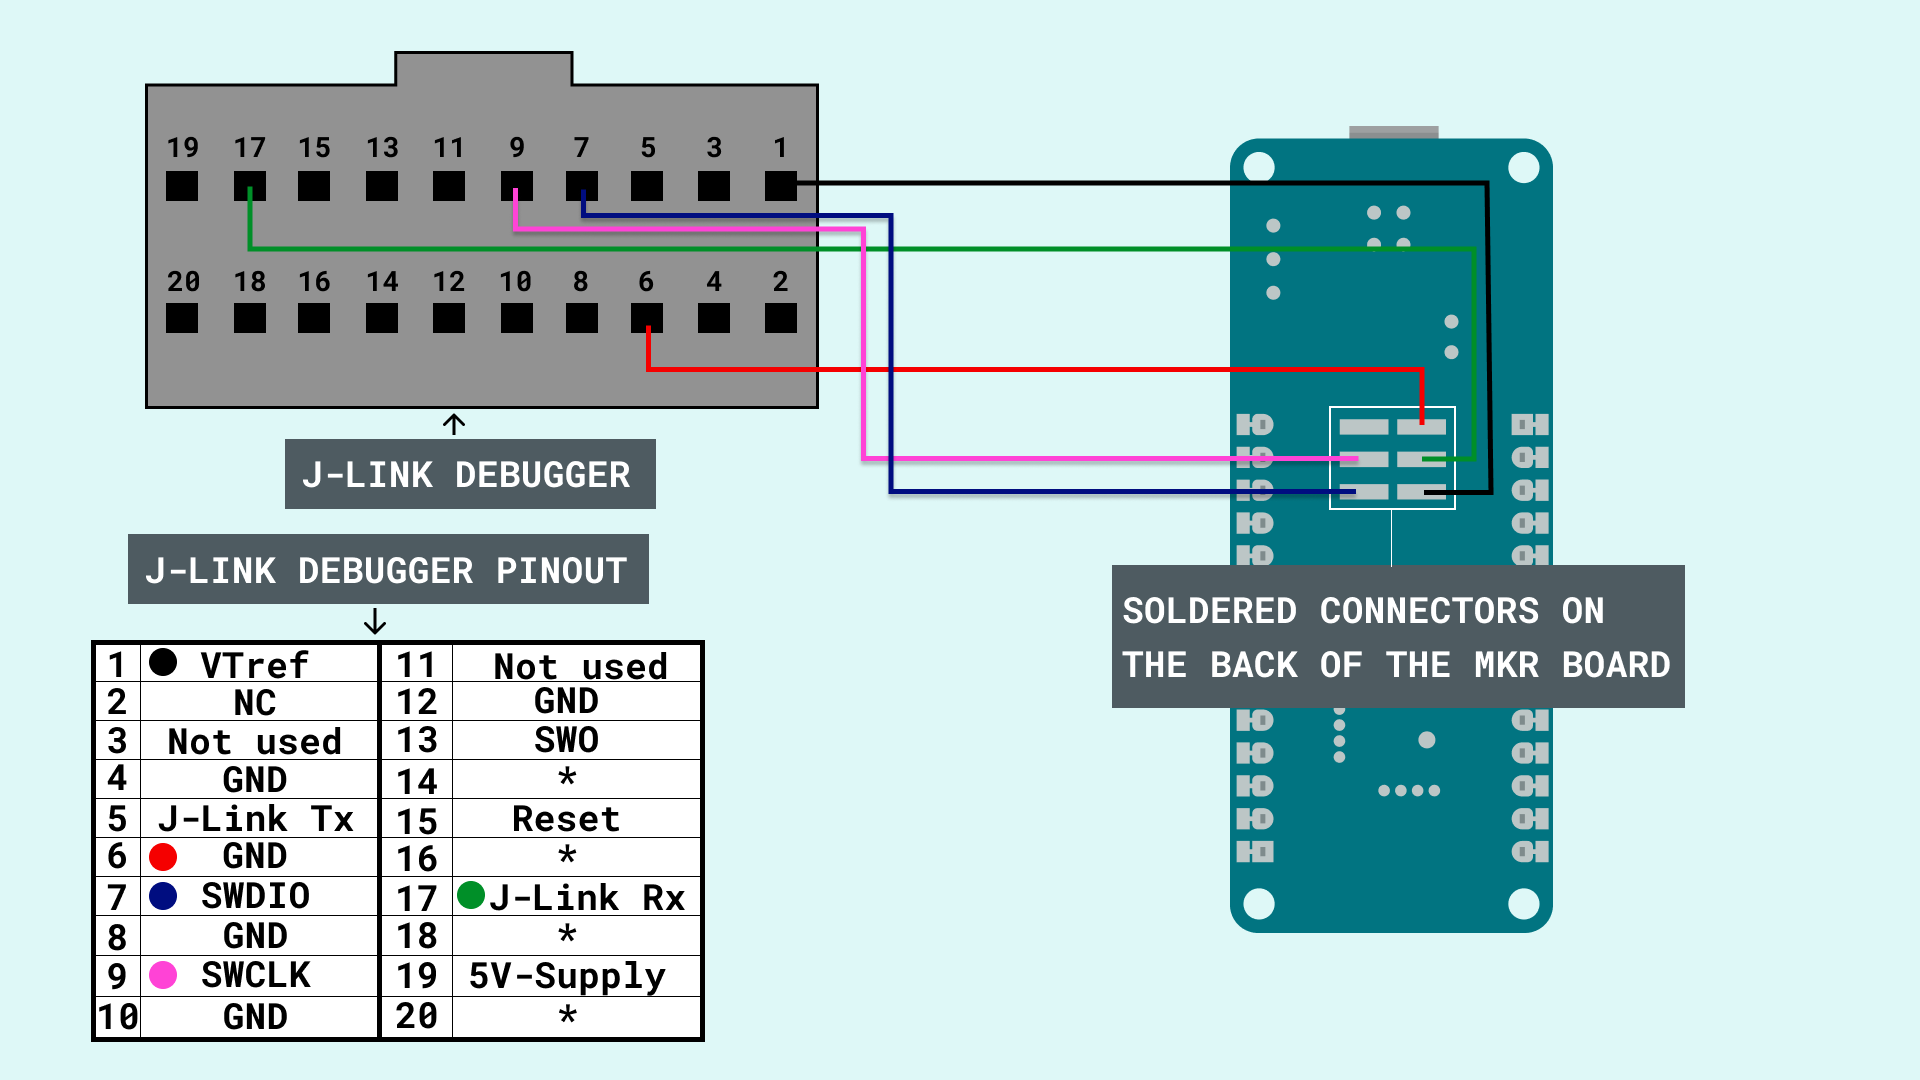 19 17 15 13 11 9 7 5 3 1
20 18 16 14 12 10 8 6 4 2
J-LINK DEBUGGER
J-LINK DEBUGGER PINOUT
SOLDERED CONNECTORS ON
THE BACK OF THE MKR BOARD
1 VTref 11 Not used
2 NC 12 GND
3 Not used 13 SWO
4 GND 14 *
5 J-Link Tx 15 Reset
6 GND 16 *
7 SWDIO 17 J-Link Rx
8 GND 18 *
9 SWCLK 19 5V-Supply
10 GND 20 *